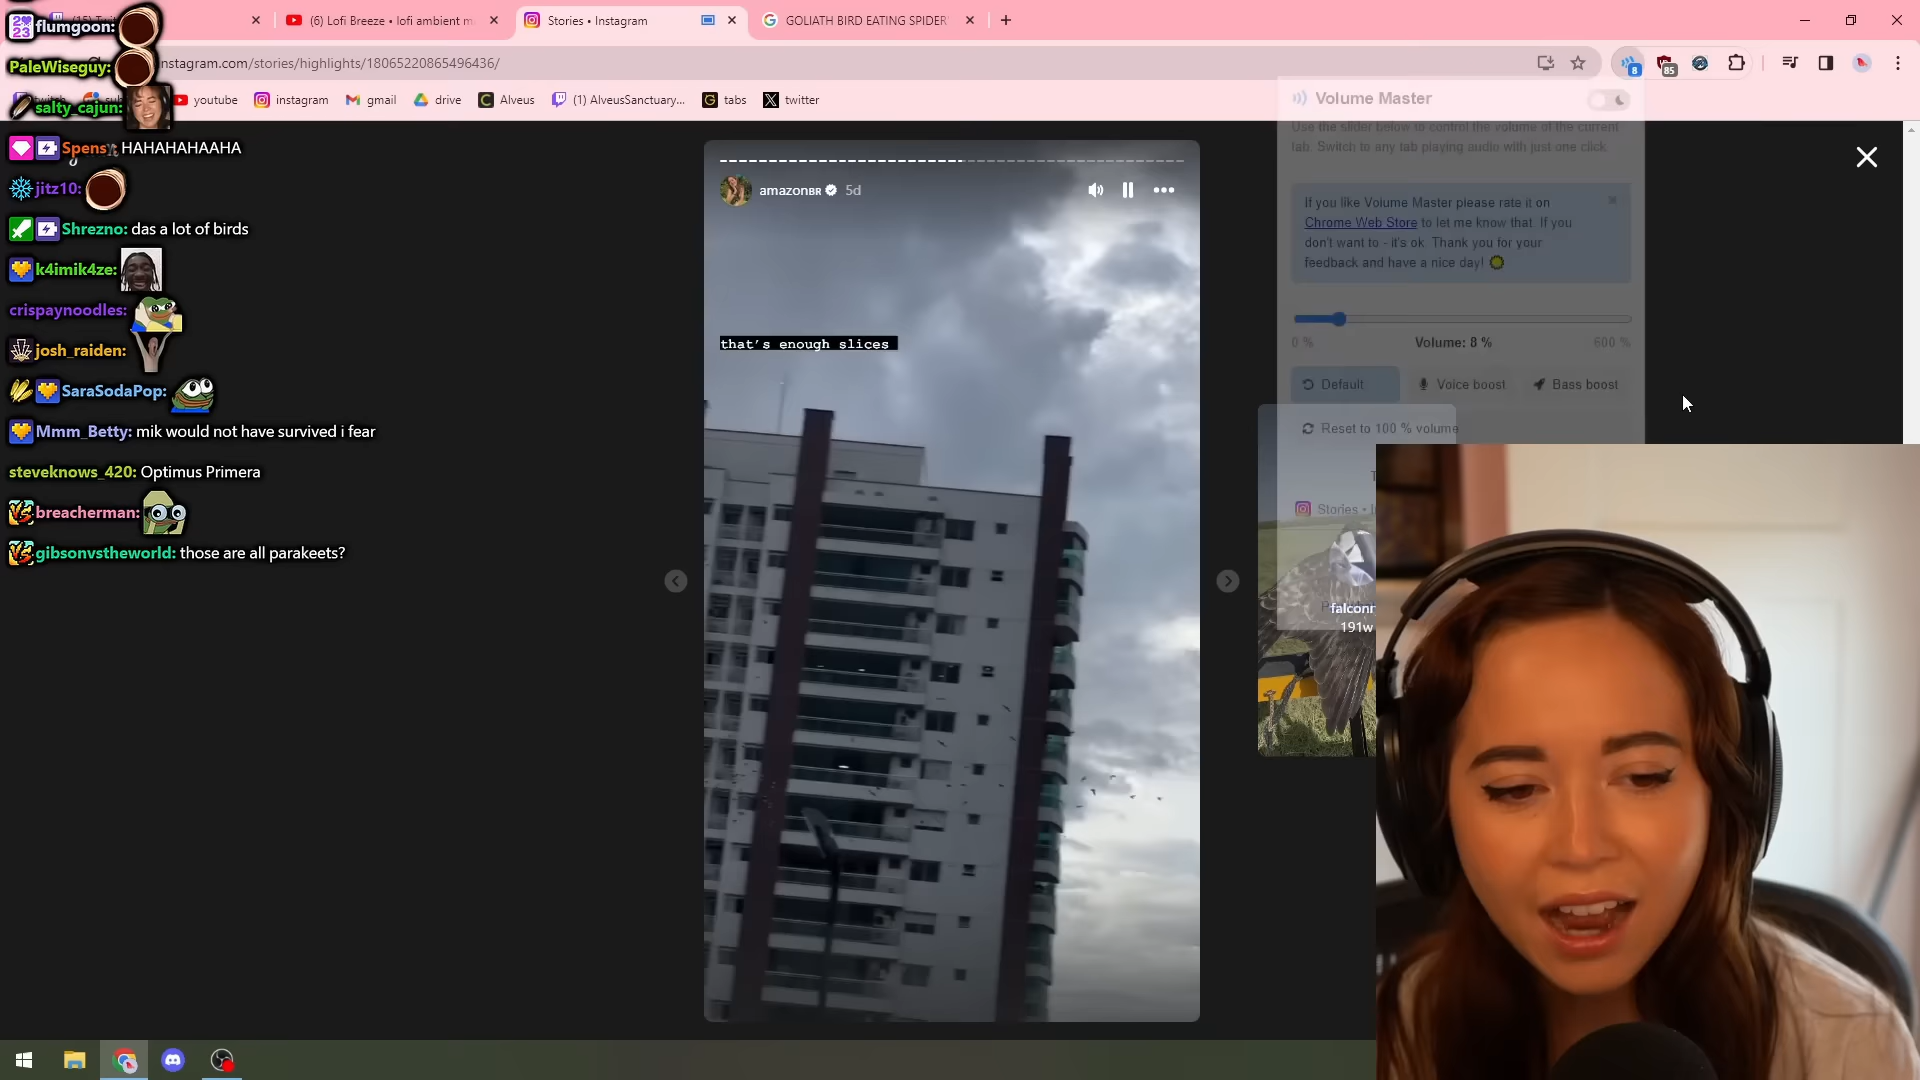 (6) Lofi Breeze • lofi ambient m
Stories • Instagram
GOLIATH BIRD EATING SPIDER
nstagram.com/stories/highlights/18065220865496436/
8
85
youtube
instagram
gmail
drive
Alveus
(1) AlveusSanctuary...
tabs
twitter
flumgoon:
PaleWiseguy:
salty_cajun:
Spensv: HAHAHAHAAHA
jitz10:
Shrezno: das a lot of birds
k4imik4ze:
crispaynoodles:
josh_raiden:
SaraSodaPop:
Mmm_Betty: mik would not have survived i fear
steveknows_420: Optimus Primera
breacherman:
gibsonvstheworld: those are all parakeets?
amazonBR 5d
that's enough slices
Volume Master
Use the slider below to control the volume of the current
tab. Switch to any tab playing audio with just one click.
If you like Volume Master please rate it on
Chrome Web Store to let me know that. If you
don't want to - it's ok. Thank you for your
feedback and have a nice day!
0 % Volume: 8 % 600 %
Default Voice boost Bass boost
Reset to 100 % volume
Stories • I
falconr
191w